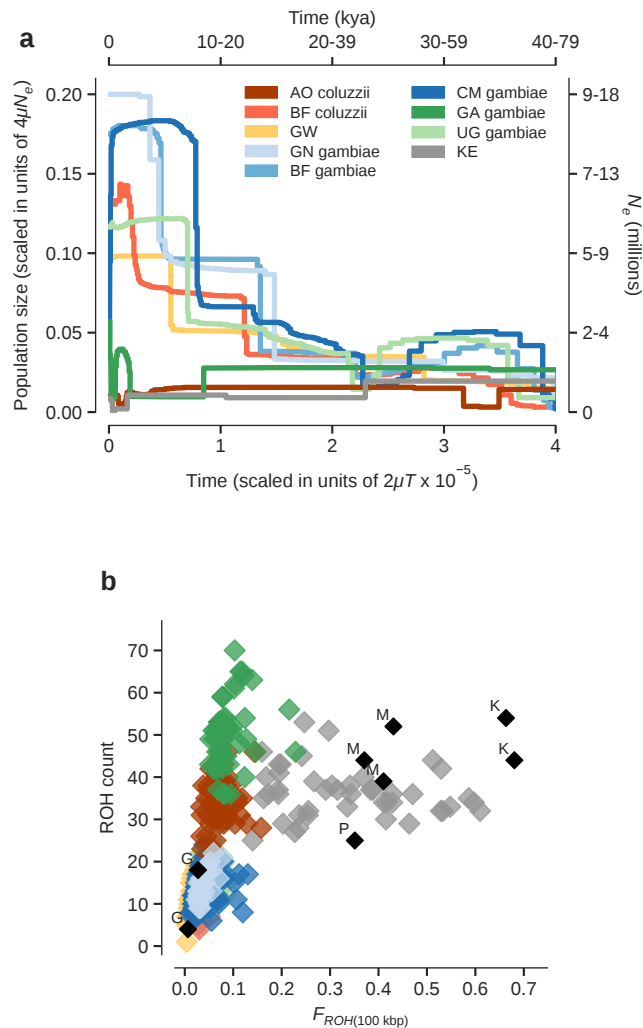 Time (kya)
a
0 10-20 20-39 30-59 40-79
Population size (scaled in units of 4μNe)
0.20
0.15
0.10
0.05
0.00
AO coluzzii
BF coluzzii
GW
GN gambiae
BF gambiae
CM gambiae
GA gambiae
UG gambiae
KE
9-18
7-13
5-9
2-4
0
Ne (millions)
0 1 2 3 4
Time (scaled in units of 2μT x 10⁻⁵)
b
ROH count
70
60
50
40
30
20
10
0
K
M
M
K
M
P
G
G
0.0 0.1 0.2 0.3 0.4 0.5 0.6 0.7
FROH(100 kbp)